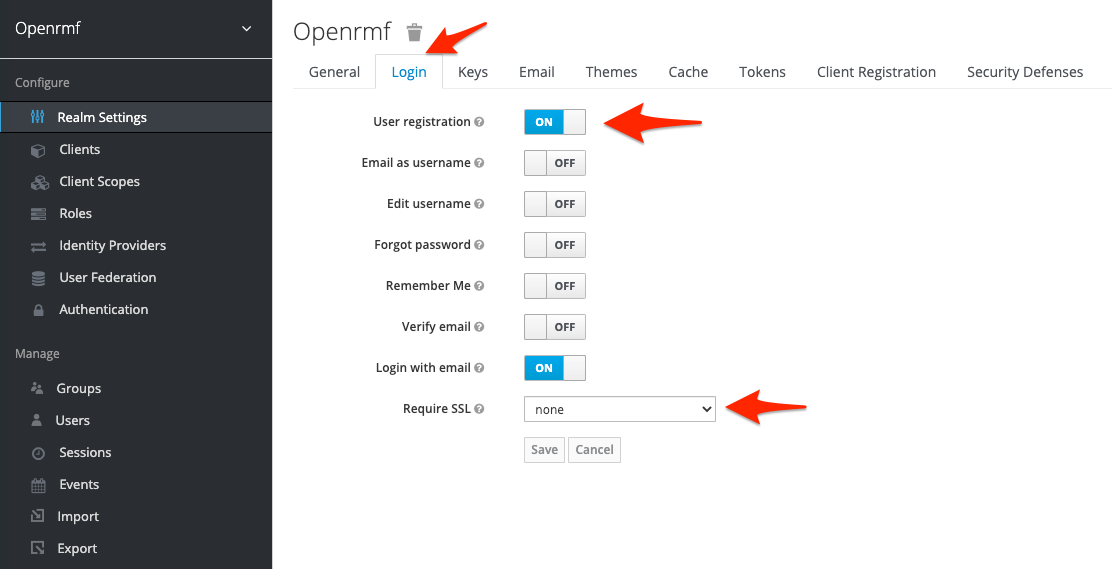 Openrmf
Configure
Realm Settings
Clients
Client Scopes
Roles
Identity Providers
User Federation
Authentication
Manage
Groups
Users
Sessions
Events
Import
Export
Openrmf
General Login Keys Email Themes Cache Tokens Client Registration Security Defenses
User registration ON
Email as username OFF
Edit username OFF
Forgot password OFF
Remember Me OFF
Verify email OFF
Login with email ON
Require SSL none
Save Cancel